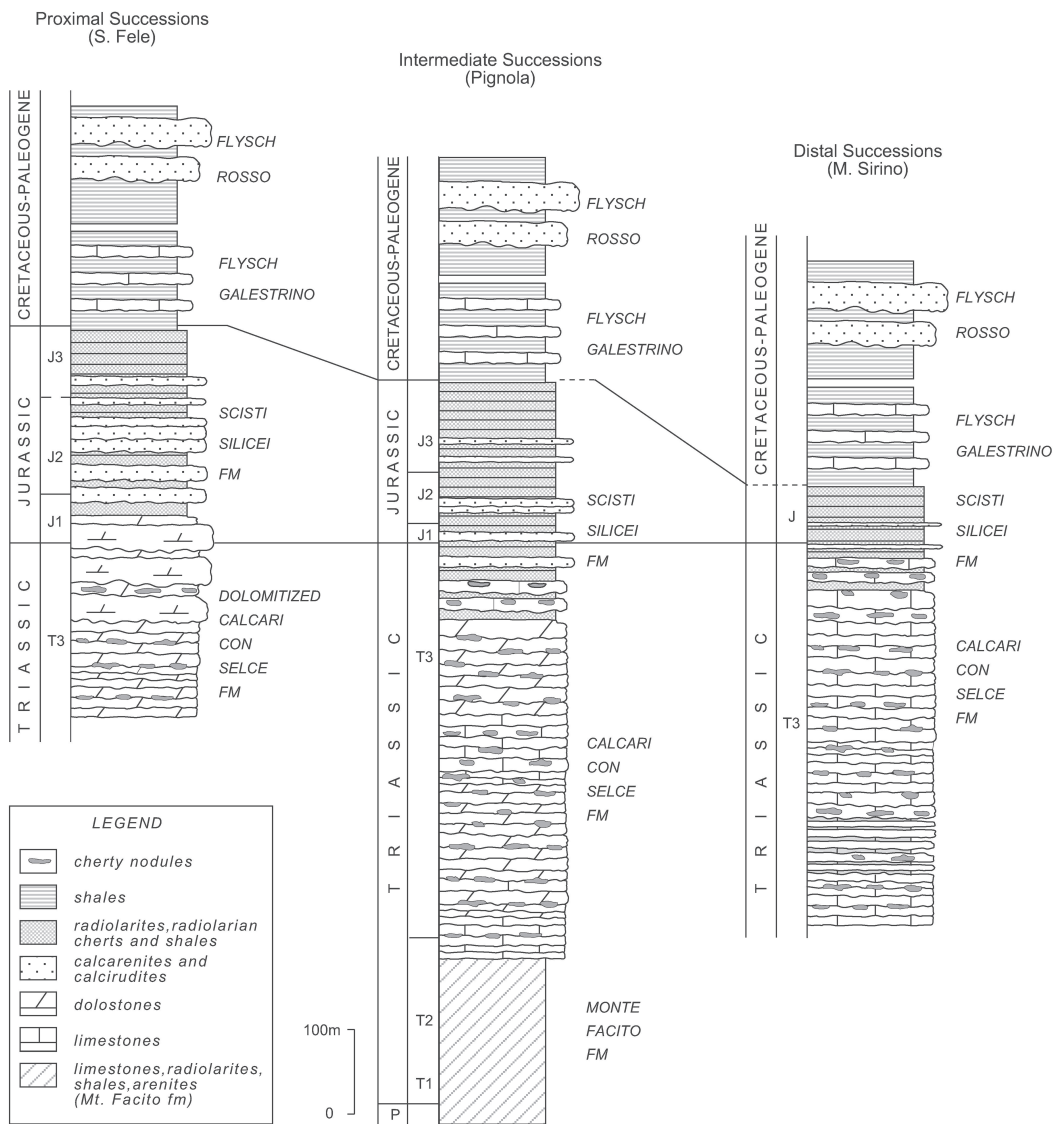 Proximal Successions
(S. Fele)
CRETACEOUS-PALEOGENE
JURASSIC
TRIASSIC
J3
J2
J1
T3
FLYSCH
ROSSO
FLYSCH
GALESTRINO
SCISTI
SILICEI
FM
DOLOMITIZED
CALCARI
CON
SELCE
FM
Intermediate Successions
(Pignola)
CRETACEOUS-PALEOGENE
JURASSIC
TRIASSIC
J3
J2
J1
T3
T2
T1
P
FLYSCH
ROSSO
FLYSCH
GALESTRINO
SCISTI
SILICEI
FM
CALCARI
CON
SELCE
FM
MONTE
FACITO
FM
Distal Successions
(M. Sirino)
CRETACEOUS-PALEOGENE
TRIASSIC
J
T3
FLYSCH
ROSSO
FLYSCH
GALESTRINO
SCISTI
SILICEI
FM
CALCARI
CON
SELCE
FM
LEGEND
cherty nodules
shales
radiolarites,radiolarian
cherts and shales
calcarenites and
calcirudites
dolostones
limestones
limestones,radiolarites,
shales,arenites
(Mt. Facito fm)
100m
0